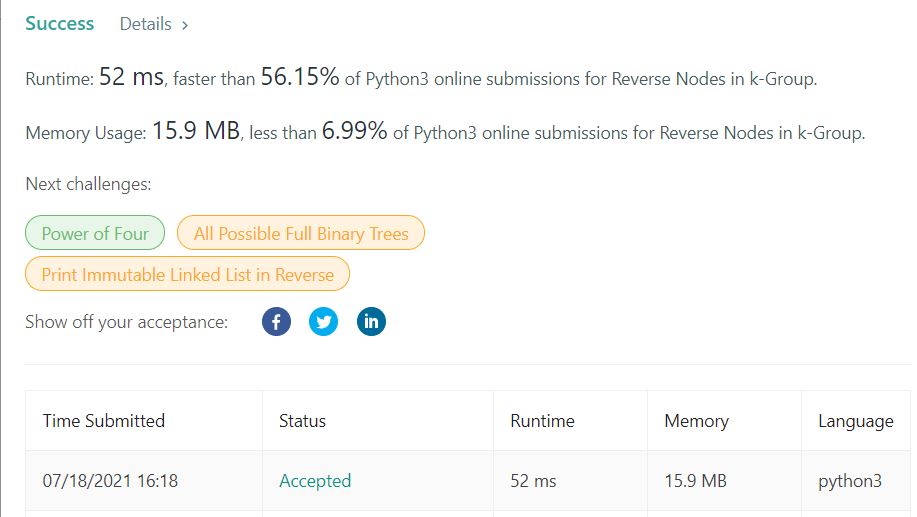 Success Details >
Runtime: 52 ms, faster than 56.15% of Python3 online submissions for Reverse Nodes in k-Group.
Memory Usage: 15.9 MB, less than 6.99% of Python3 online submissions for Reverse Nodes in k-Group.
Next challenges:
Power of Four All Possible Full Binary Trees
Print Immutable Linked List in Reverse
Show off your acceptance: f in
Time Submitted Status Runtime Memory Language
07/18/2021 16:18 Accepted 52 ms 15.9 MB python3